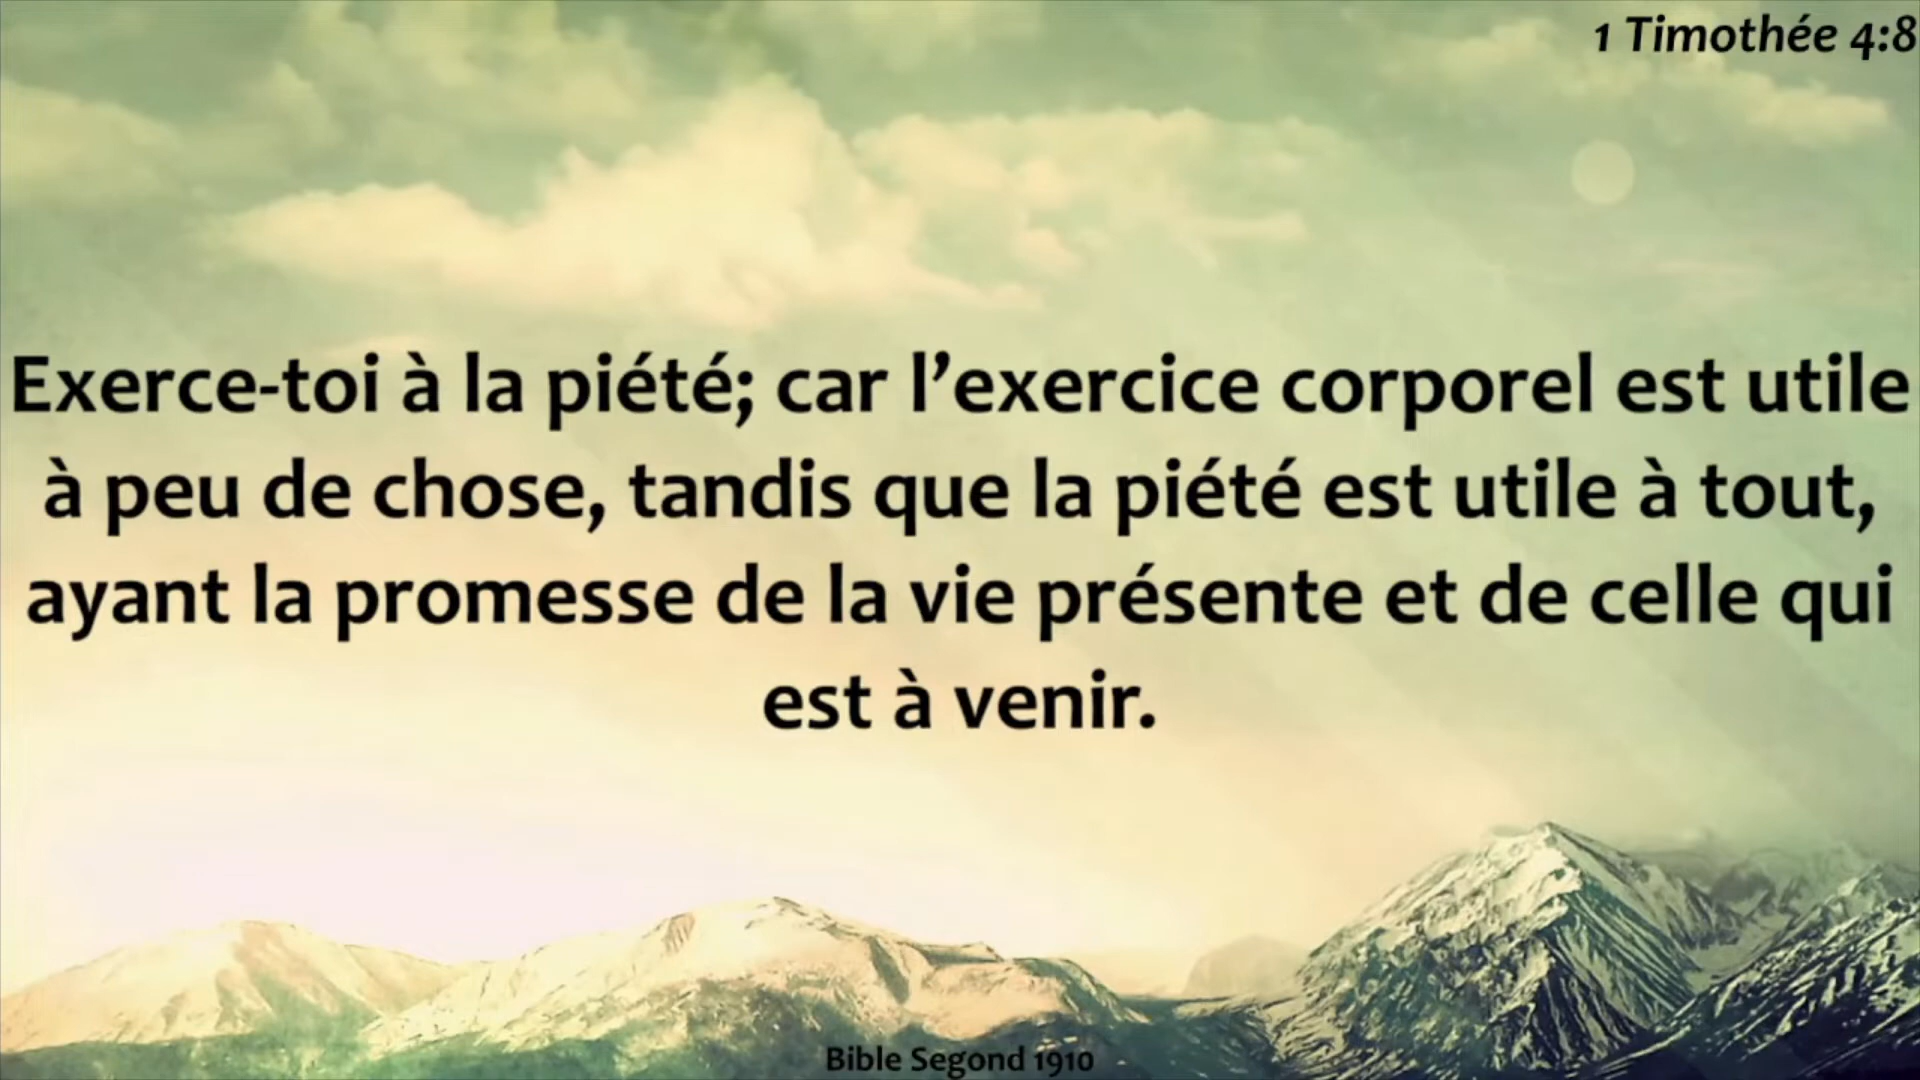 1 Timothée 4:8
Exerce-toi à la piété; car l’exercice corporel est utile
à peu de chose, tandis que la piété est utile à tout,
ayant la promesse de la vie présente et de celle qui
est à venir.
Bible Segond 1910